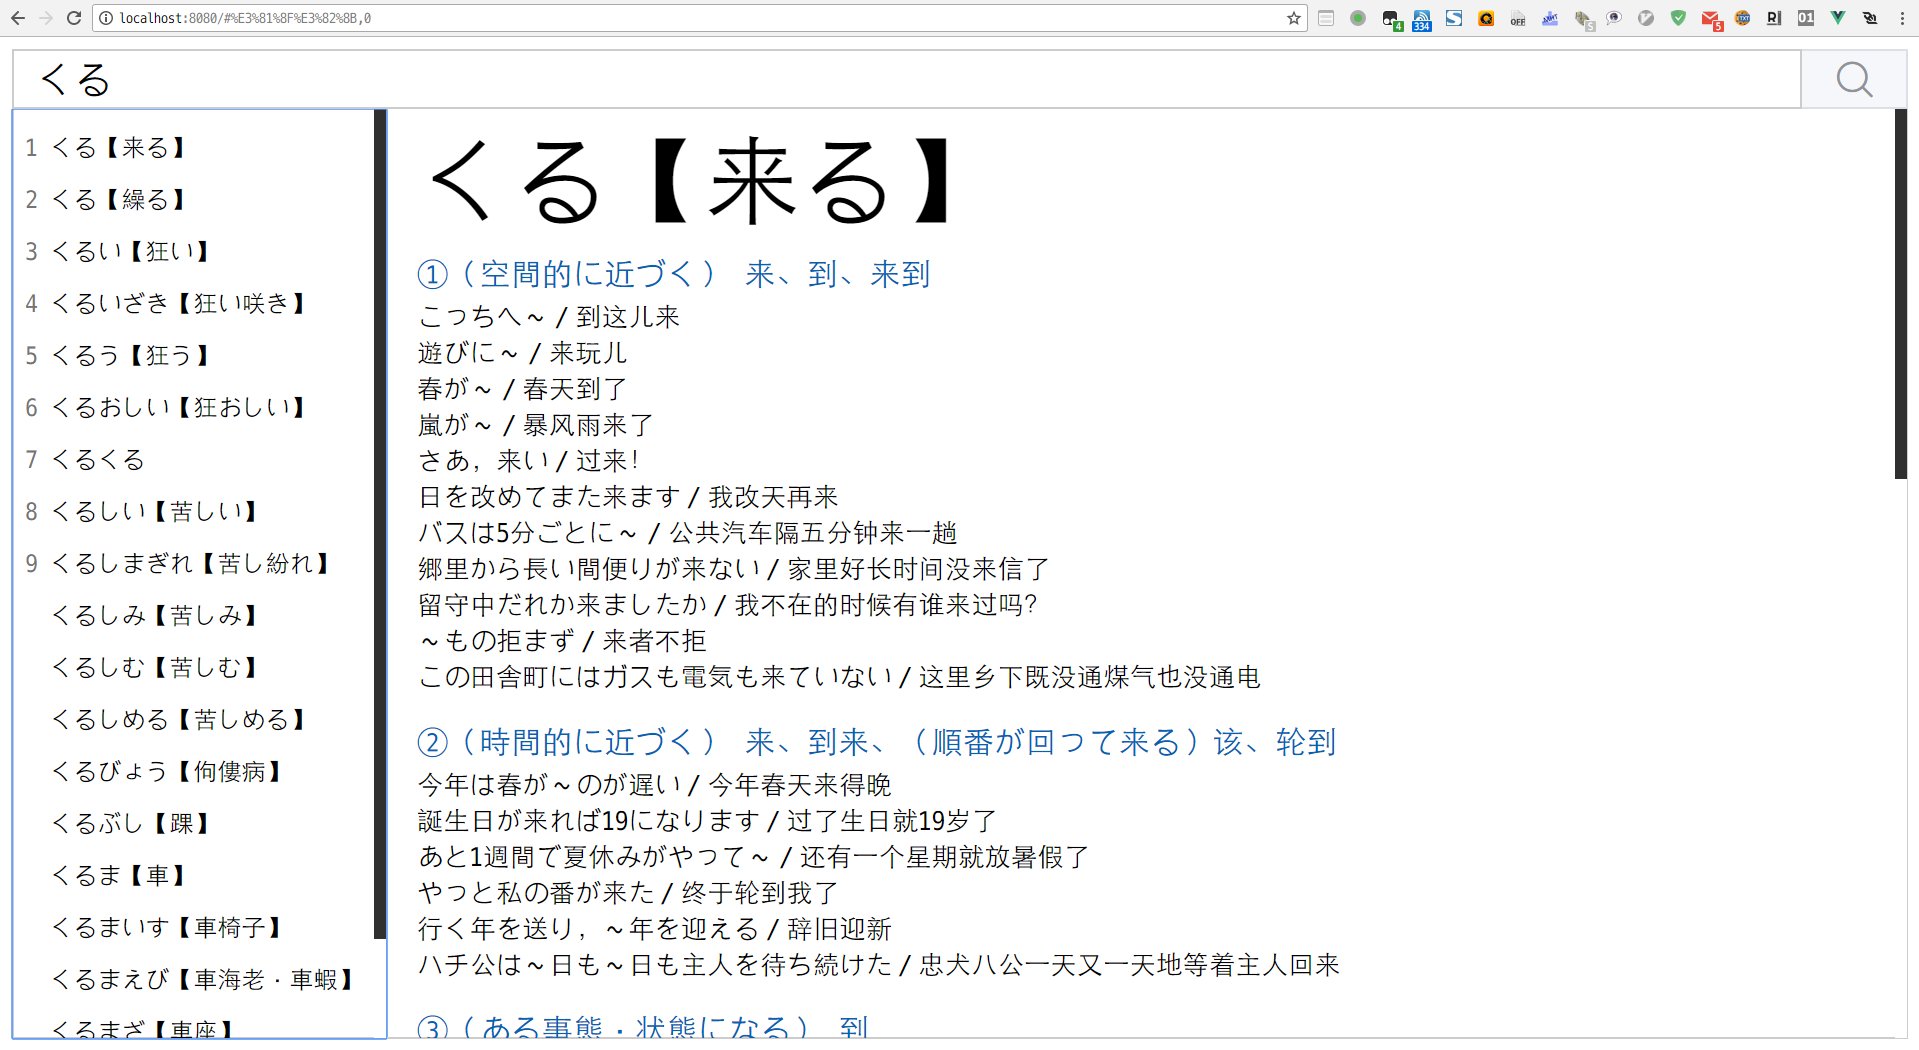 localhost:8080/#%E3%81%8F%E3%82%8B,0
4
334
OFF
5
5
01
くる
1 くる【来る】
2 くる【繰る】
3 くるい【狂い】
4 くるいざき【狂い咲き】
5 くるう【狂う】
6 くるおしい【狂おしい】
7 くるくる
8 くるしい【苦しい】
9 くるしまぎれ【苦し紛れ】
くるしみ【苦しみ】
くるしむ【苦しむ】
くるしめる【苦しめる】
くるびょう【佝僂病】
くるぶし【踝】
くるま【車】
くるまいす【車椅子】
くるまえび【車海老・車蝦】
くるまざ【車座】
くる【来る】
①（空間的に近づく） 来、到、来到
こっちへ～ / 到这儿来
遊びに～ / 来玩儿
春が～ / 春天到了
嵐が～ / 暴风雨来了
さあ，来い / 过来！
日を改めてまた来ます / 我改天再来
バスは5分ごとに～ / 公共汽车隔五分钟来一趟
郷里から長い間便りが来ない / 家里好长时间没来信了
留守中だれか来ましたか / 我不在的时候有谁来过吗?
～もの拒まず / 来者不拒
この田舎町にはガスも電気も来ていない / 这里乡下既没通煤气也没通电
②（時間的に近づく） 来、到来、（順番が回って来る）该、轮到
今年は春が～のが遅い / 今年春天来得晚
誕生日が来れば19になります / 过了生日就19岁了
あと1週間で夏休みがやって～ / 还有一个星期就放暑假了
やっと私の番が来た / 终于轮到我了
行く年を送り，～年を迎える / 辞旧迎新
ハチ公は～日も～日も主人を待ち続けた / 忠犬八公一天又一天地等着主人回来
③（ある事態・状態になる） 到